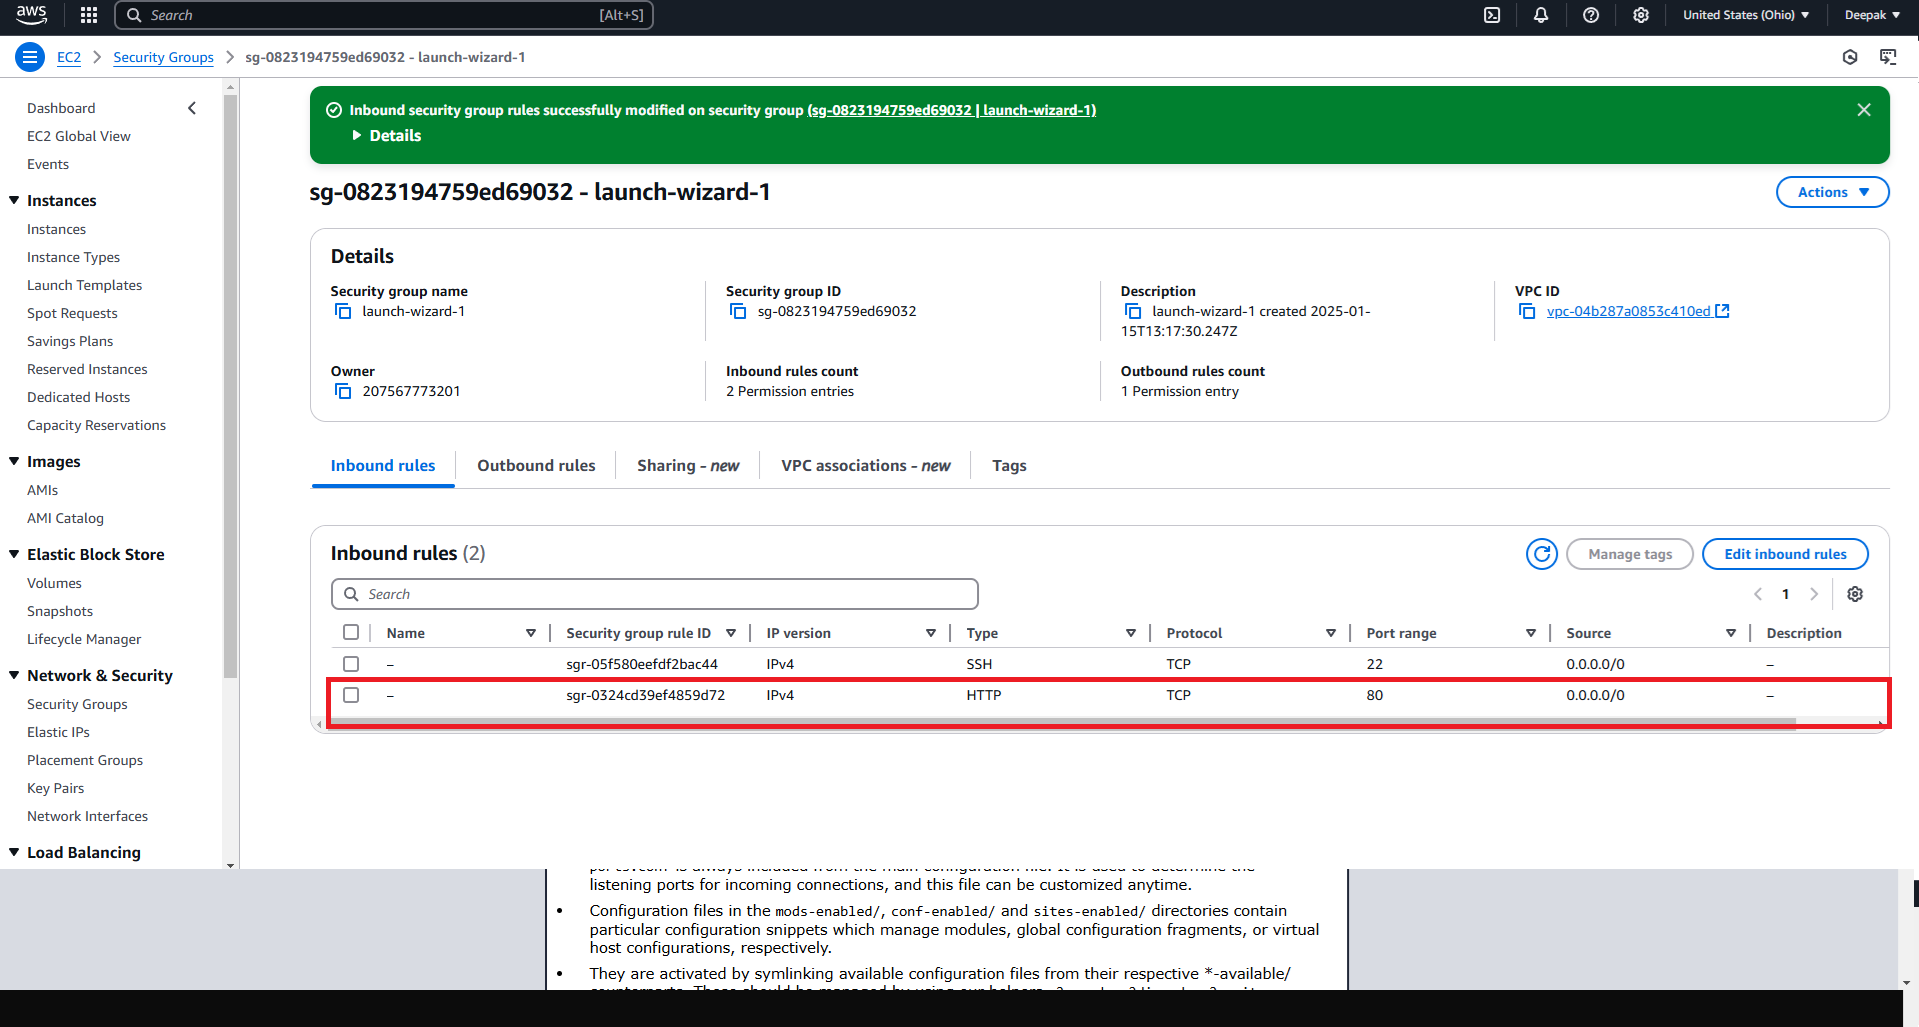 aws
Search [Alt+S]
United States (Ohio)
Deepak
EC2 > Security Groups > sg-0823194759ed69032 - launch-wizard-1
Dashboard
EC2 Global View
Events
Instances
Instances
Instance Types
Launch Templates
Spot Requests
Savings Plans
Reserved Instances
Dedicated Hosts
Capacity Reservations
Images
AMIs
AMI Catalog
Elastic Block Store
Volumes
Snapshots
Lifecycle Manager
Network & Security
Security Groups
Elastic IPs
Placement Groups
Key Pairs
Network Interfaces
Load Balancing
Inbound security group rules successfully modified on security group (sg-0823194759ed69032 | launch-wizard-1)
Details
sg-0823194759ed69032 - launch-wizard-1
Actions
Details
Security group name
launch-wizard-1
Security group ID
sg-0823194759ed69032
Description
launch-wizard-1 created 2025-01-
15T13:17:30.247Z
VPC ID
vpc-04b287a0853c410ed
Owner
207567773201
Inbound rules count
2 Permission entries
Outbound rules count
1 Permission entry
Inbound rules Outbound rules Sharing - new VPC associations - new Tags
Inbound rules (2)
Manage tags
Edit inbound rules
Search
1
Name Security group rule ID IP version Type Protocol Port range Source Description
– sgr-05f580eefdf2bac44 IPv4 SSH TCP 22 0.0.0.0/0 –
– sgr-0324cd39ef4859d72 IPv4 HTTP TCP 80 0.0.0.0/0 –
listening ports for incoming connections, and this file can be customized anytime.
• Configuration files in the mods-enabled/, conf-enabled/ and sites-enabled/ directories contain
particular configuration snippets which manage modules, global configuration fragments, or virtual
host configurations, respectively.
• They are activated by symlinking available configuration files from their respective *-available/